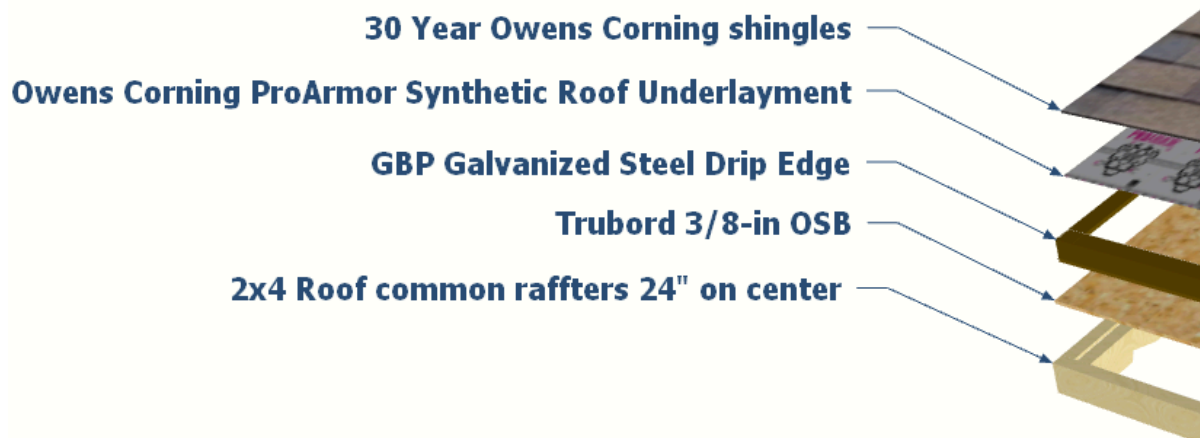 30 Year Owens Corning shingles
Owens Corning ProArmor Synthetic Roof Underlayment
GBP Galvanized Steel Drip Edge
Trubord 3/8-in OSB
2x4 Roof common raffters 24" on center